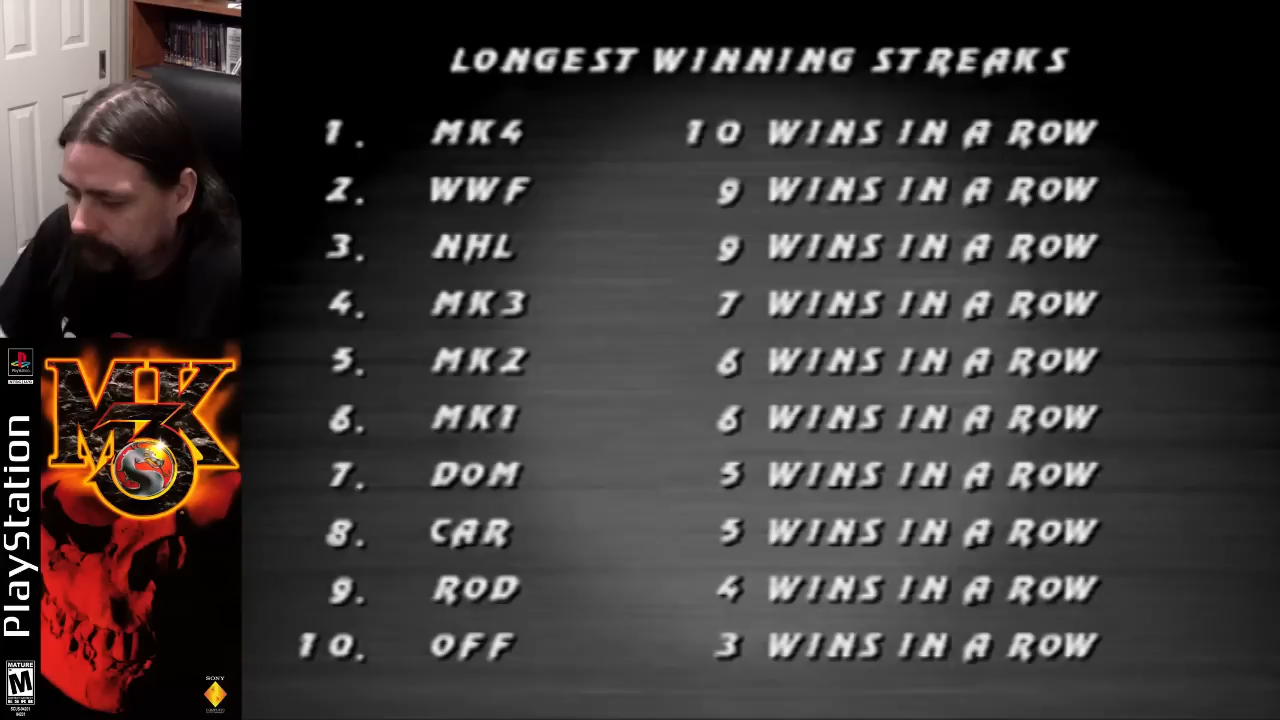 LONGEST WINNING STREAKS
1. MK4 10 WINS IN A ROW
2. WWF 9 WINS IN A ROW
3. NHL 9 WINS IN A ROW
4. MK3 7 WINS IN A ROW
5. MK2 6 WINS IN A ROW
6. MK1 6 WINS IN A ROW
7. DOM 5 WINS IN A ROW
8. CAR 5 WINS IN A ROW
9. ROD 4 WINS IN A ROW
10. OFF 3 WINS IN A ROW
MK3
PlayStation
MATURE
M
ESRB
SONY